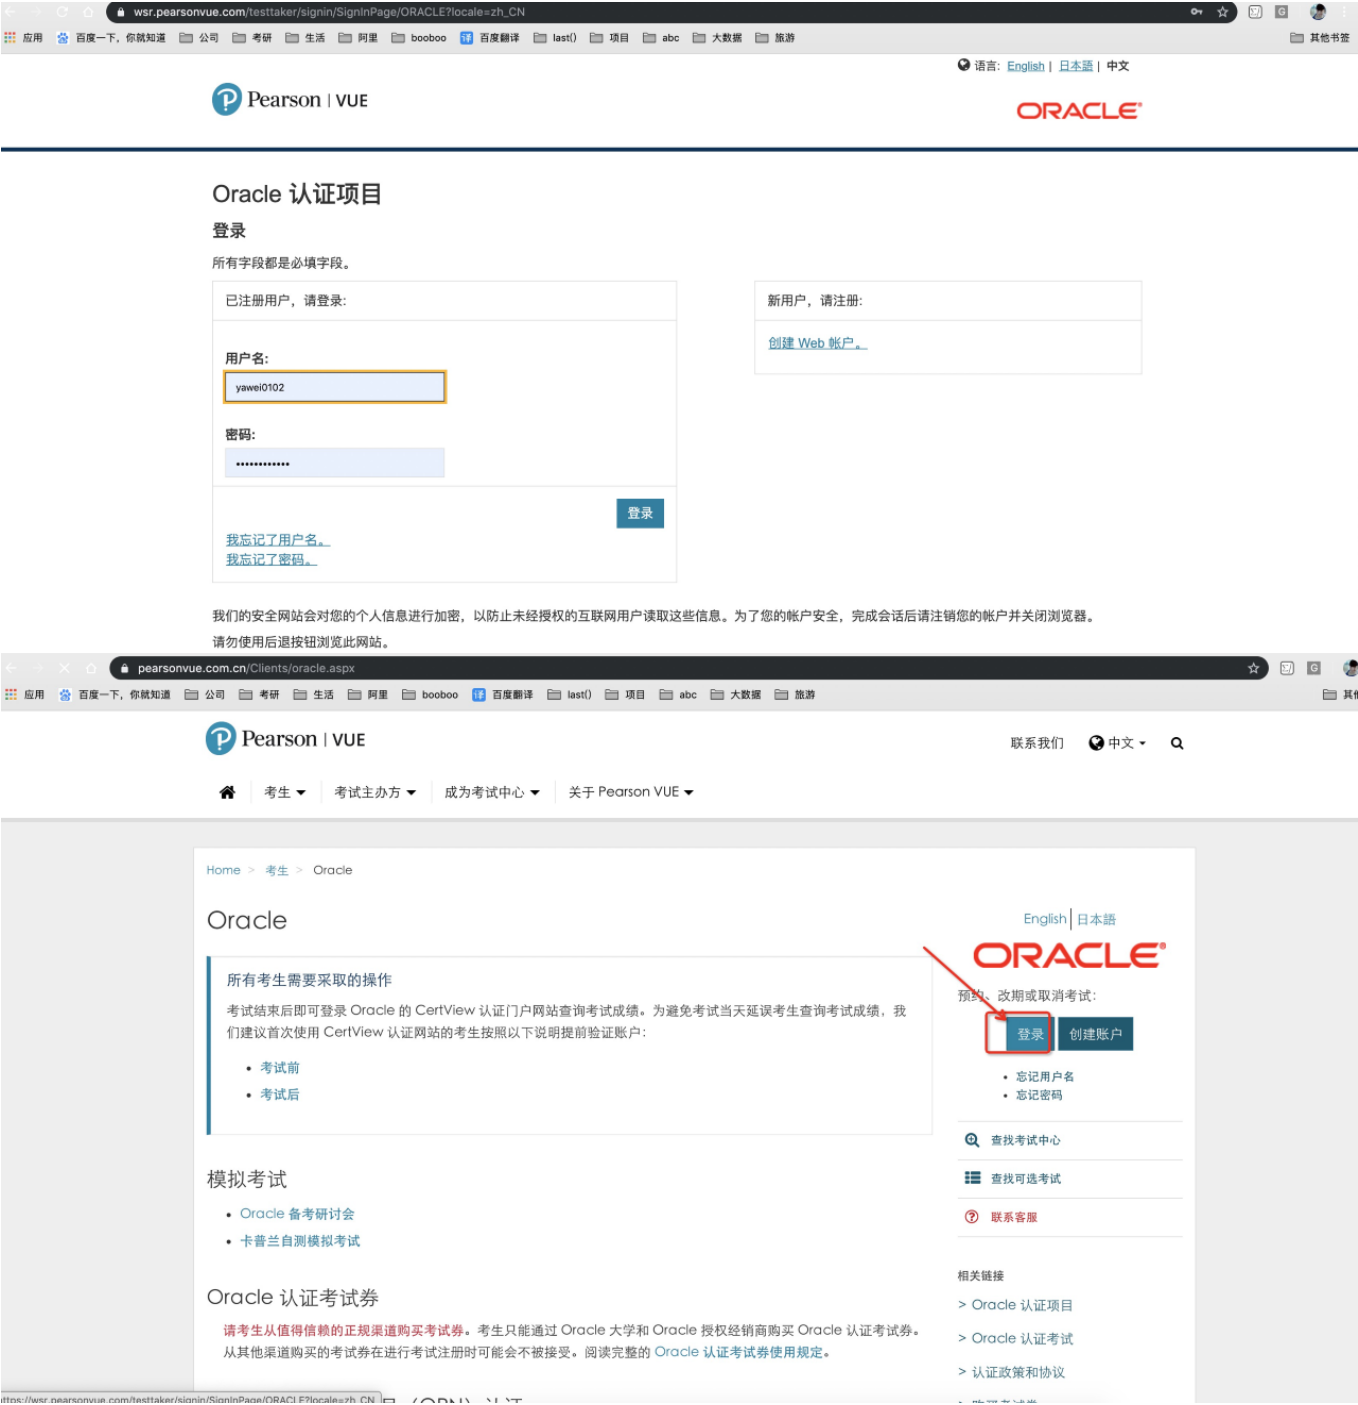 wsr.pearsonvue.com/testtaker/signin/SignInPage/ORACLE?locale=zh_CN
应用 百度一下，你就知道 公司 考研 生活 阿里 booboo 译 百度翻译 last() 项目 abc 大数据 旅游 其他书签
语言: English | 日本語 | 中文
Pearson | VUE
ORACLE
Oracle 认证项目
登录
所有字段都是必填字段。
已注册用户，请登录:
新用户，请注册:
创建 Web 帐户。
用户名:
yawei0102
密码:
••••••••••••
登录
我忘记了用户名。
我忘记了密码。
我们的安全网站会对您的个人信息进行加密，以防止未经授权的互联网用户读取这些信息。为了您的帐户安全，完成会话后请注销您的帐户并关闭浏览器。
请勿使用后退按钮浏览此网站。
pearsonvue.com.cn/Clients/oracle.aspx
应用 百度一下，你就知道 公司 考研 生活 阿里 booboo 译 百度翻译 last() 项目 abc 大数据 旅游 其他
Pearson | VUE
联系我们 中文
考生 考试主办方 成为考试中心 关于 Pearson VUE
Home > 考生 > Oracle
Oracle
English 日本語
ORACLE®
所有考生需要采取的操作
考试结束后即可登录 Oracle 的 CertView 认证门户网站查询考试成绩。为避免考试当天延误考生查询考试成绩，我
们建议首次使用 CertView 认证网站的考生按照以下说明提前验证账户:
• 考试前
• 考试后
预约、改期或取消考试:
登录 创建账户
• 忘记用户名
• 忘记密码
查找考试中心
查找可选考试
联系客服
模拟考试
• Oracle 备考研讨会
• 卡普兰自测模拟考试
Oracle 认证考试券
请考生从值得信赖的正规渠道购买考试券。考生只能通过 Oracle 大学和 Oracle 授权经销商购买 Oracle 认证考试券。
从其他渠道购买的考试券在进行考试注册时可能会不被接受。阅读完整的 Oracle 认证考试券使用规定。
相关链接
> Oracle 认证项目
> Oracle 认证考试
> 认证政策和协议
ttps://wsr.pearsonvue.com/testtaker/signin/SignInPage/ORACLE?locale=zh_CN